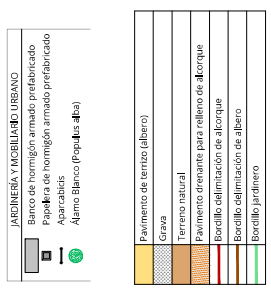 JARDINERÍA Y MOBILIARIO URBANO
Banco de hormigón armado prefabricado
Papelera de hormigón armado prefabricado
Aparcabicis
Álamo Blanco (Populus alba)
Pavimento de terrizo (albero)
Grava
Terreno natural
Pavimento drenante para relleno de alcorque
Bordillo delimitación de alcorque
Bordillo delimitación de albero
Bordillo jardinero